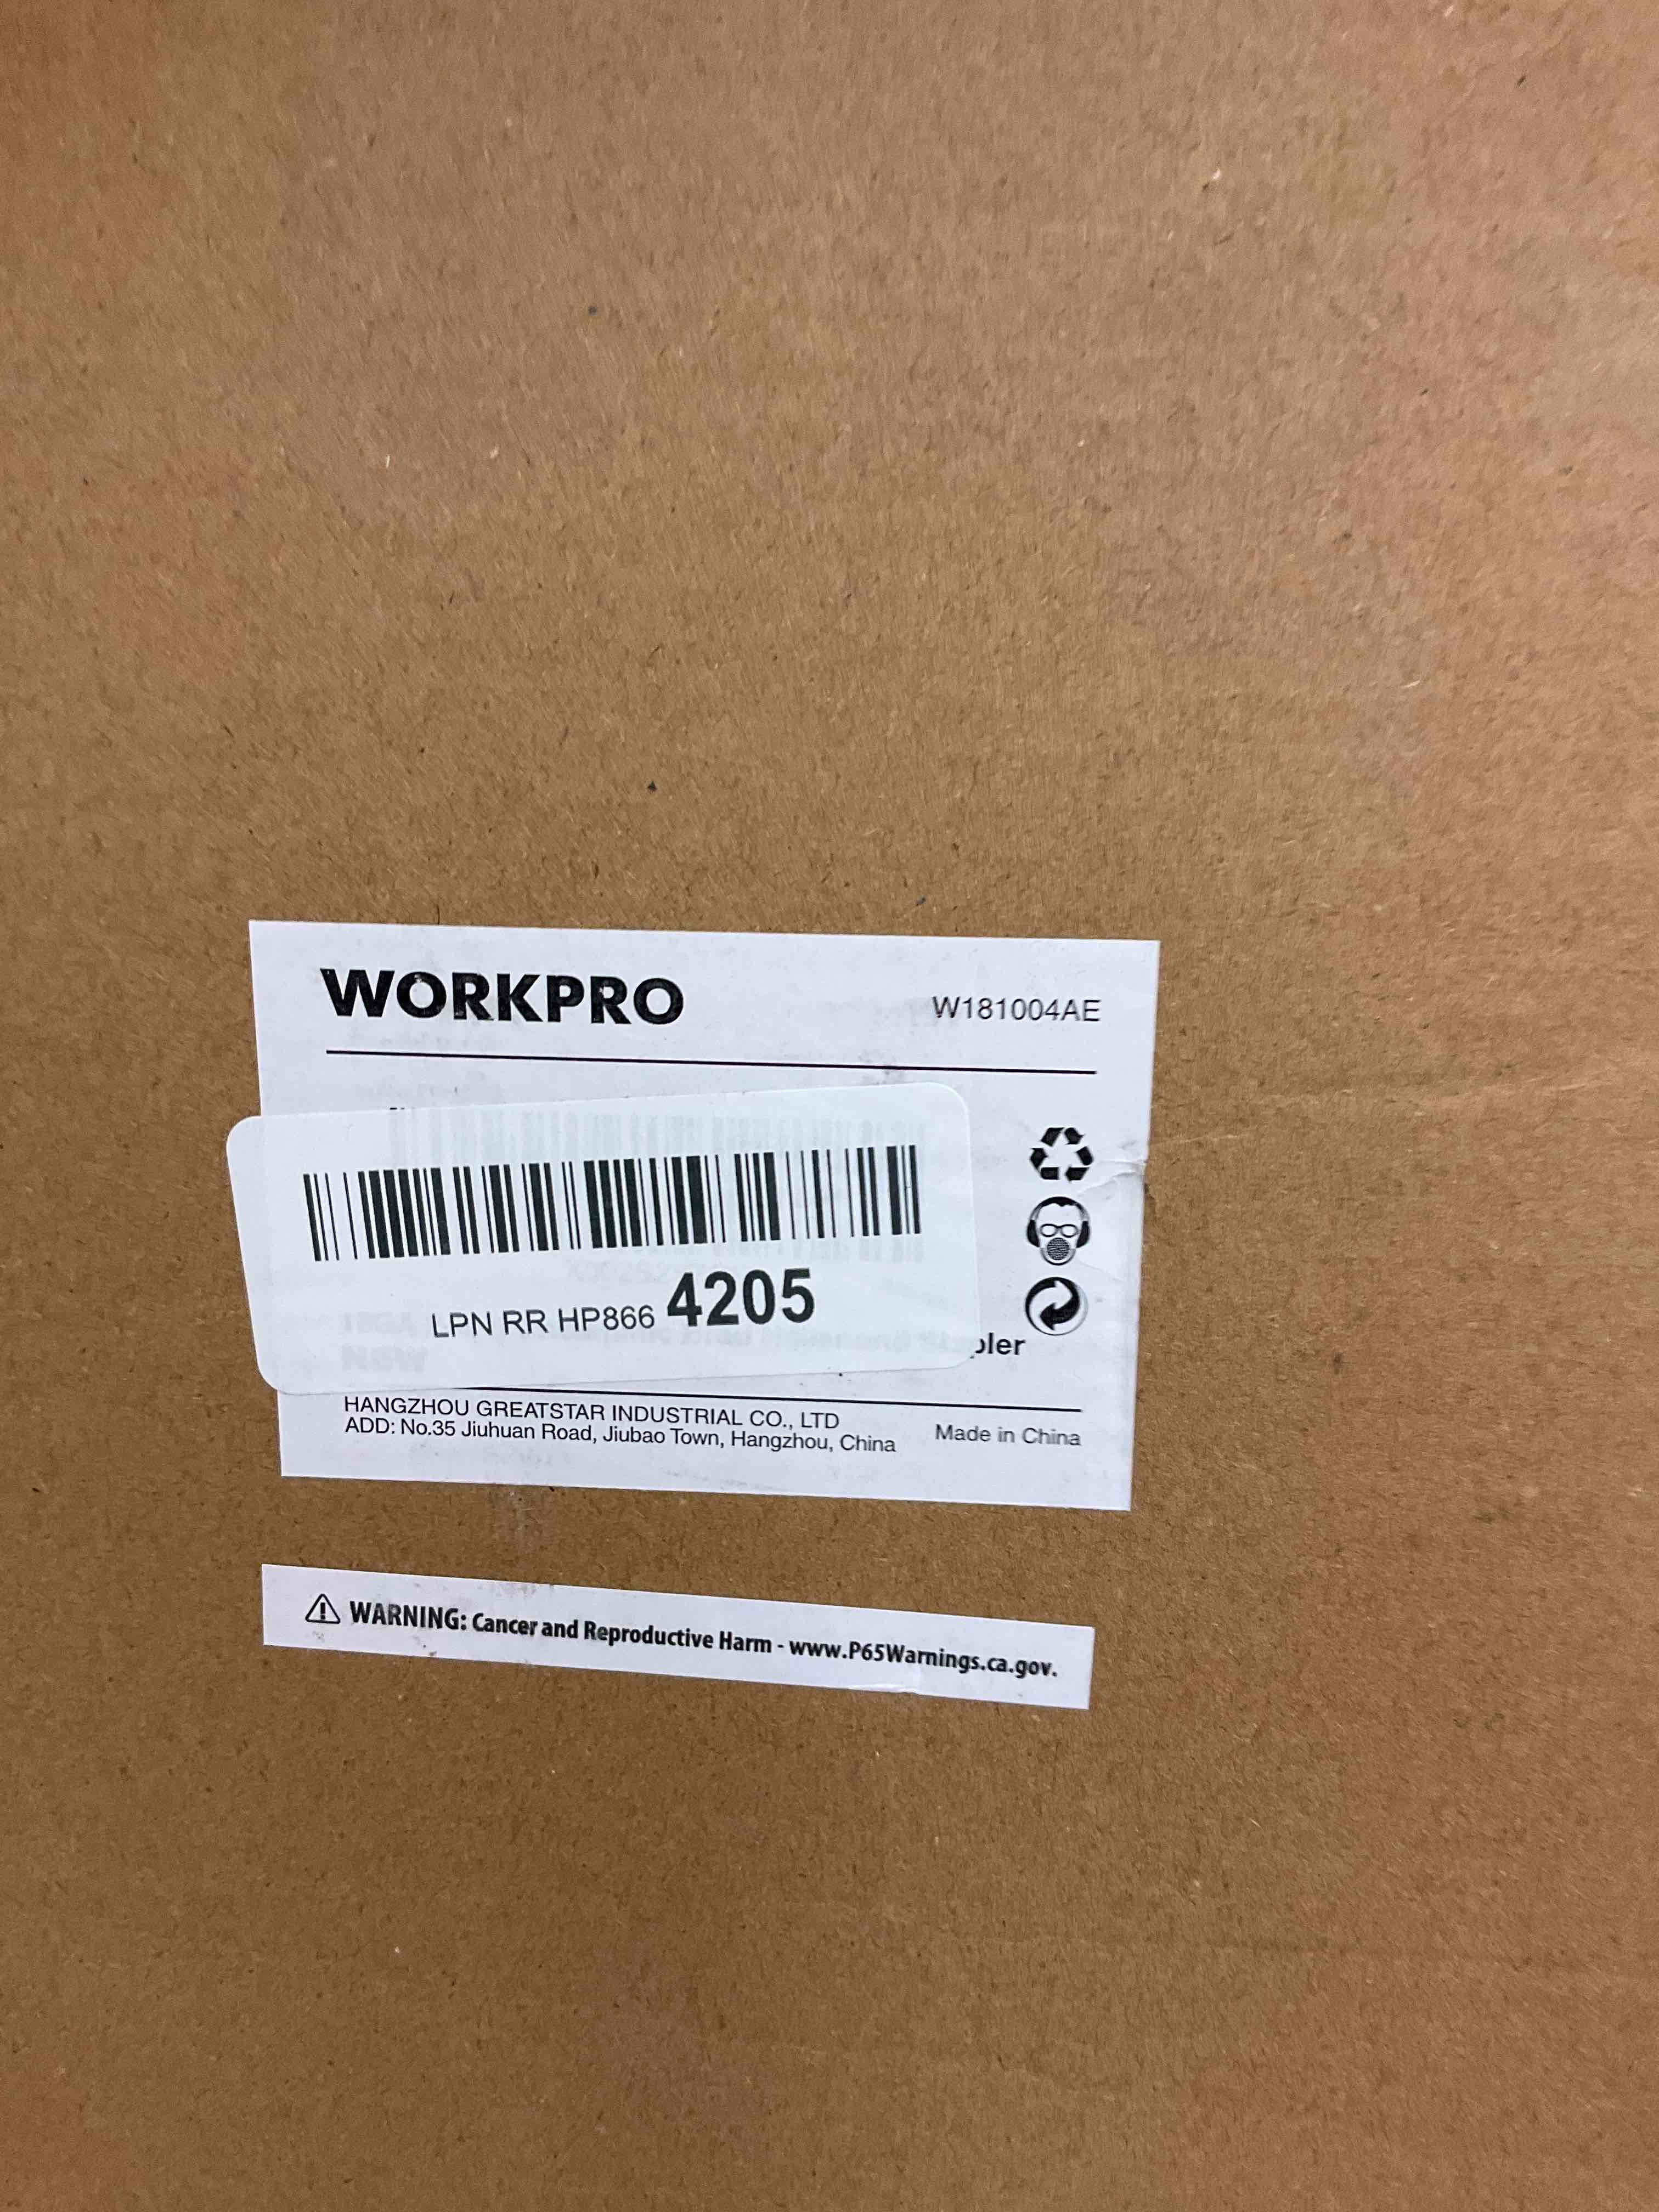 WORKPRO
W181004AE
LPN RR HP866 4205
pler
HANGZHOU GREATSTAR INDUSTRIAL CO., LTD
ADD: No.35 Jiuhuan Road, Jiubao Town, Hangzhou, China
Made in China
WARNING: Cancer and Reproductive Harm - www.P65Warnings.ca.gov.